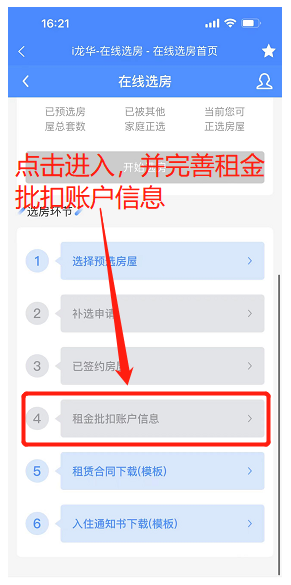 16:21
i龙华-在线选房 - 在线选房首页
在线选房
已预选房 已被其他 当前您可
屋总套数 家庭正选 正选房屋
点击进入，并完善租金
批扣账户信息
选房环节
1 选择预选房屋
2 补选申请
3 已签约房屋
4 租金批扣账户信息
5 租赁合同下载(模板)
6 入住通知书下载(模板)